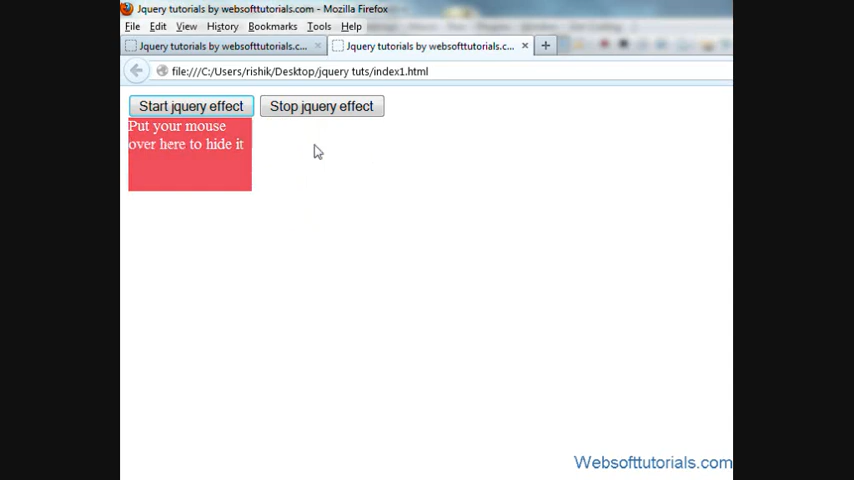 Jquery tutorials by websofttutorials.com - Mozilla Firefox
File Edit View History Bookmarks Tools Help
Jquery tutorials by websofttutorials.c... × Jquery tutorials by websofttutorials.c... × +
file:///C:/Users/rishik/Desktop/jquery tuts/index1.html
Start jquery effect Stop jquery effect
Put your mouse
over here to hide it
Websofttutorials.com